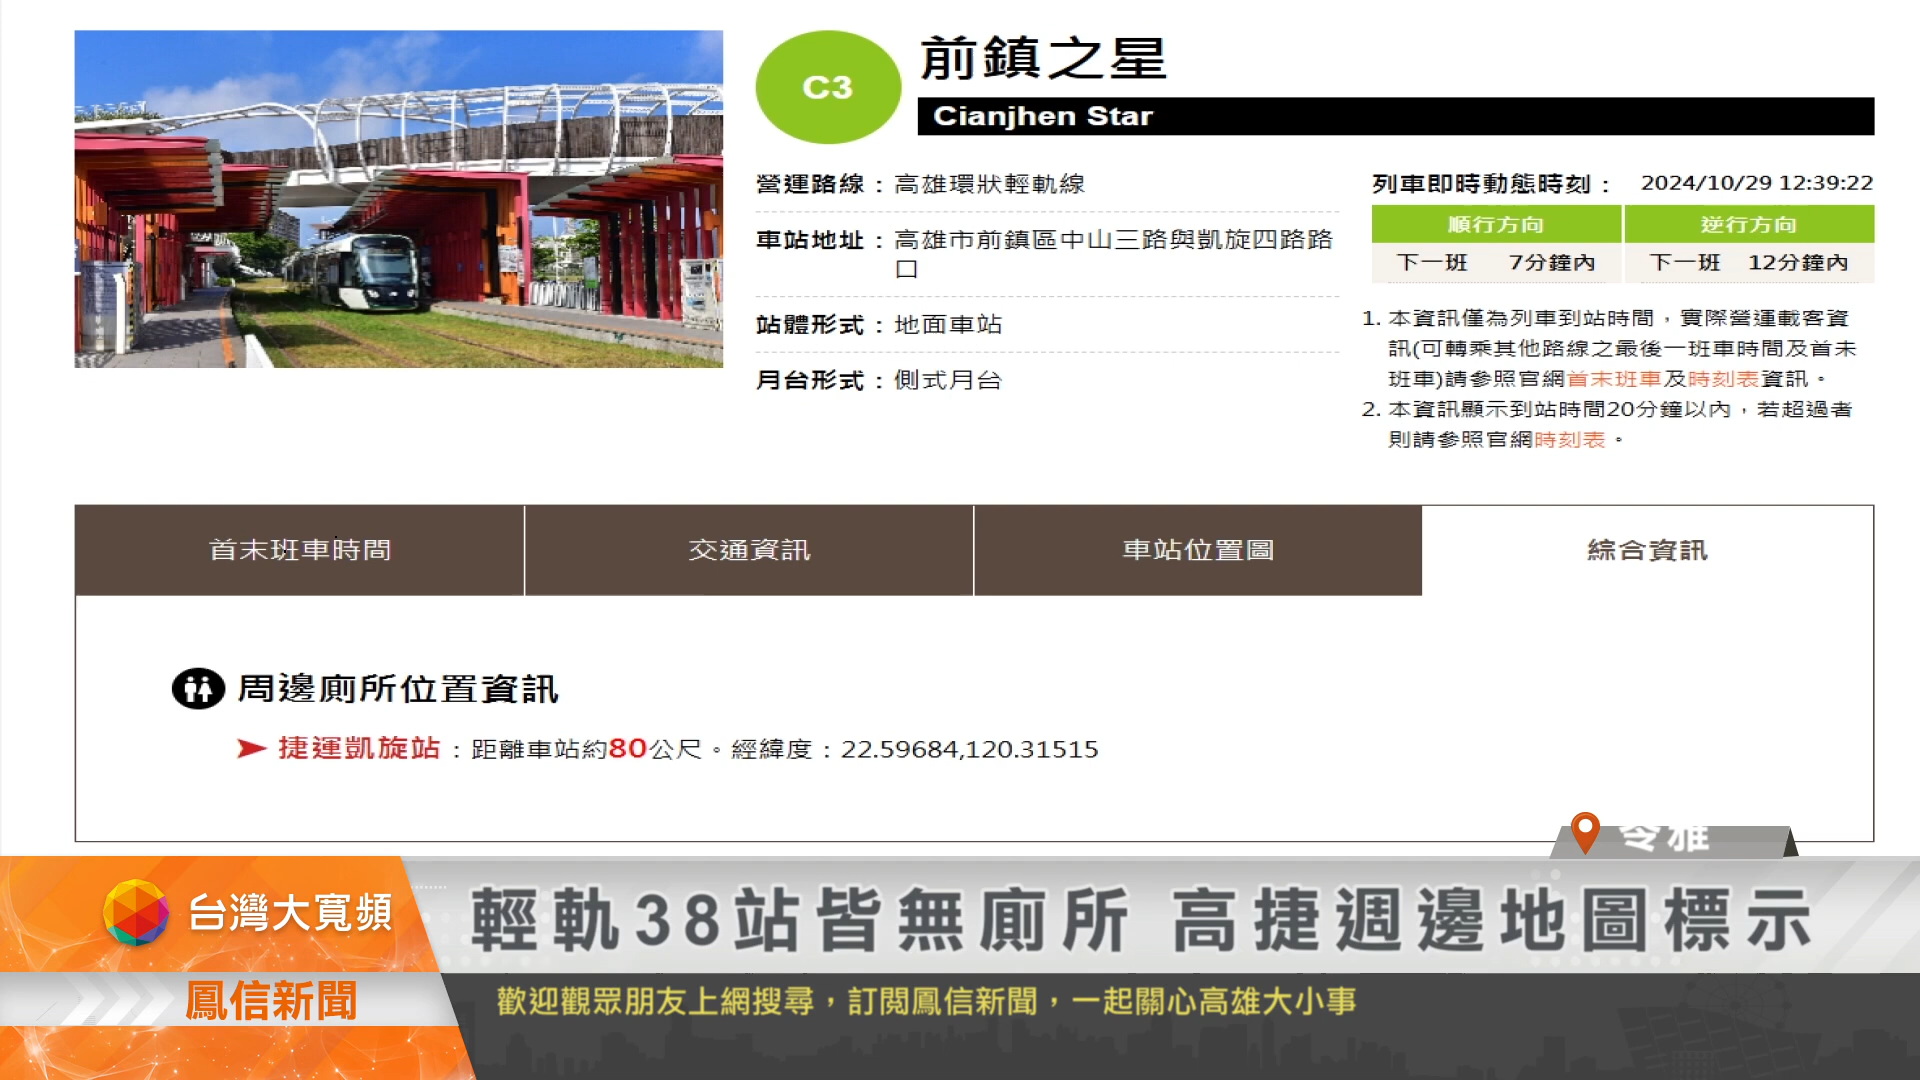 C3
前鎮之星
Cianjhen Star
營運路線：高雄環狀輕軌線
車站地址：高雄市前鎮區中山三路與凱旋四路路
口
站體形式：地面車站
月台形式：側式月台
列車即時動態時刻： 2024/10/29 12:39:22
順行方向 逆行方向
下一班 7分鐘內 下一班 12分鐘內
1. 本資訊僅為列車到站時間，實際營運載客資
訊(可轉乘其他路線之最後一班車時間及首末
班車)請參照官網首末班車及時刻表資訊。
2. 本資訊顯示到站時間20分鐘以內，若超過者
則請參照官網時刻表。
首末班車時間 交通資訊 車站位置圖 綜合資訊
周邊廁所位置資訊
捷運凱旋站：距離車站約80公尺。經緯度：22.59684,120.31515
苓雅
台灣大寬頻
輕軌38站皆無廁所 高捷週邊地圖標示
鳳信新聞
歡迎觀眾朋友上網搜尋，訂閱鳳信新聞，一起關心高雄大小事